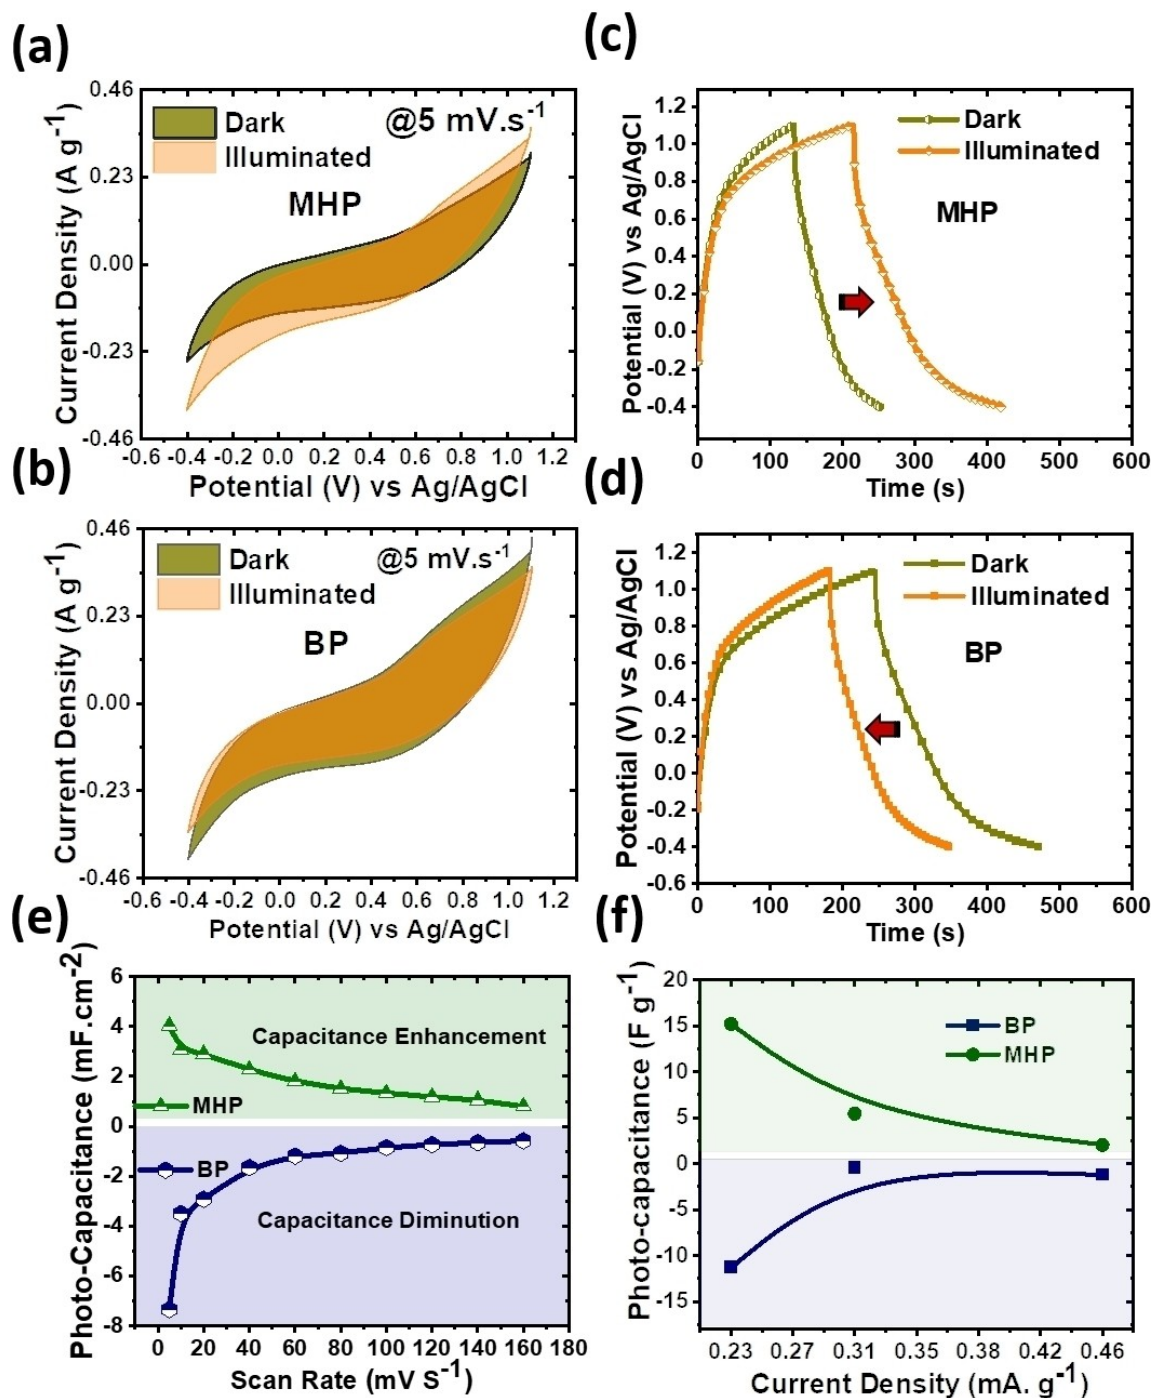 (a)
0.46
0.23
0.00
-0.23
-0.46
Current Density (A g-1)
Dark
Illuminated
@5 mV.s-1
MHP
-0.6 -0.4 -0.2 0.0 0.2 0.4 0.6 0.8 1.0 1.2
Potential (V) vs Ag/AgCl
(c)
1.2
1.0
0.8
0.6
0.4
0.2
0.0
-0.2
-0.4
Potential (V) vs Ag/AgCl
Dark
Illuminated
MHP
0 100 200 300 400 500 600
Time (s)
(b)
0.46
0.23
0.00
-0.23
-0.46
Current Density (A g-1)
Dark
Illuminated
@5 mV.s-1
BP
-0.6 -0.4 -0.2 0.0 0.2 0.4 0.6 0.8 1.0 1.2
Potential (V) vs Ag/AgCl
(d)
1.2
1.0
0.8
0.6
0.4
0.2
0.0
-0.2
-0.4
-0.6
Potential (V) vs Ag/AgCl
Dark
Illuminated
BP
0 100 200 300 400 500 600
Time (s)
(e)
6
4
2
0
-2
-4
-6
-8
Photo-Capacitance (mF.cm-2)
Capacitance Enhancement
MHP
BP
Capacitance Diminution
0 20 40 60 80 100 120 140 160 180
Scan Rate (mV S-1)
(f)
20
15
10
5
0
-5
-10
-15
Photo-capacitance (F g-1)
BP
MHP
0.23 0.27 0.31 0.35 0.38 0.42 0.46
Current Density (mA. g-1)